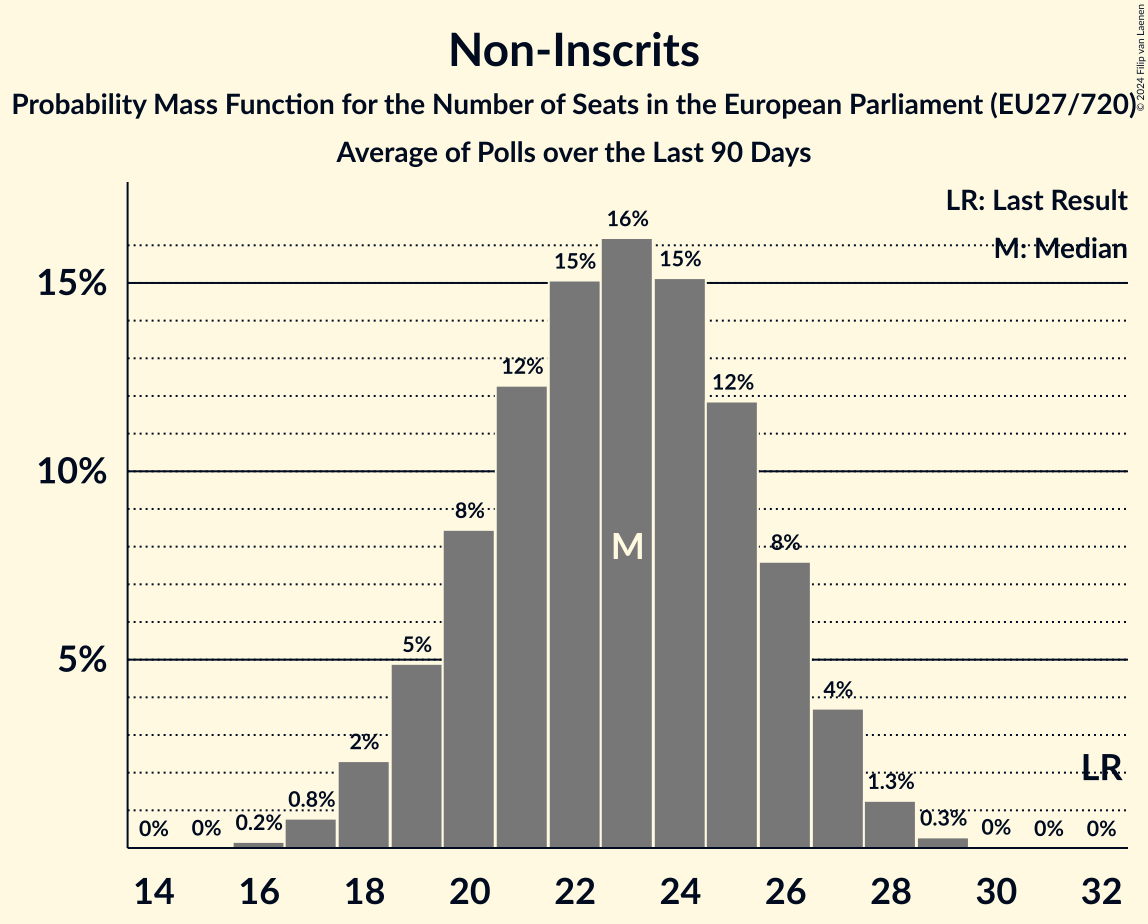 Non-Inscrits
Probability Mass Function for the Number of Seats in the European Parliament (EU27/720)
Average of Polls over the Last 90 Days
© 2024 Filip van Laenen
LR: Last Result
M: Median
15%
10%
5%
0%
0%
0.2%
0.8%
2%
5%
8%
12%
15%
16%
15%
12%
8%
4%
1.3%
0.3%
0%
0%
0%
M
LR
14 16 18 20 22 24 26 28 30 32